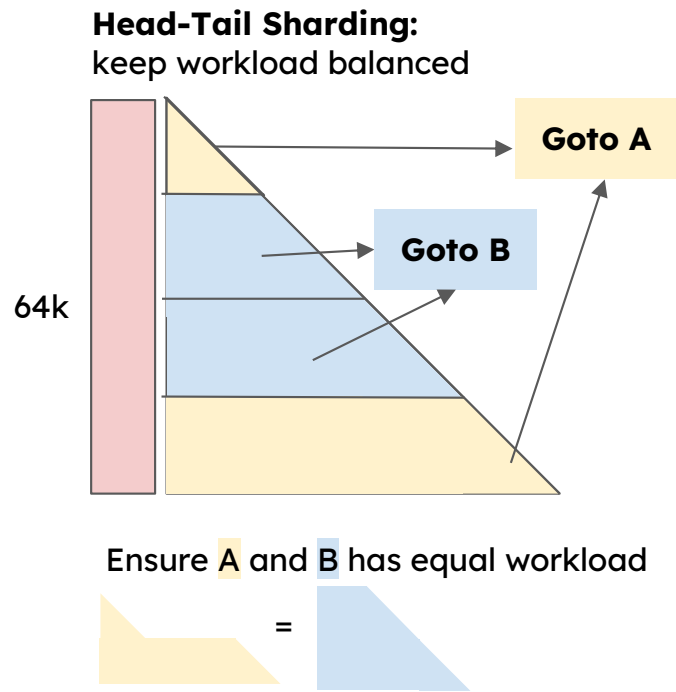 Head-Tail Sharding:
keep workload balanced
Goto A
Goto B
64k
Ensure A and B has equal workload
=